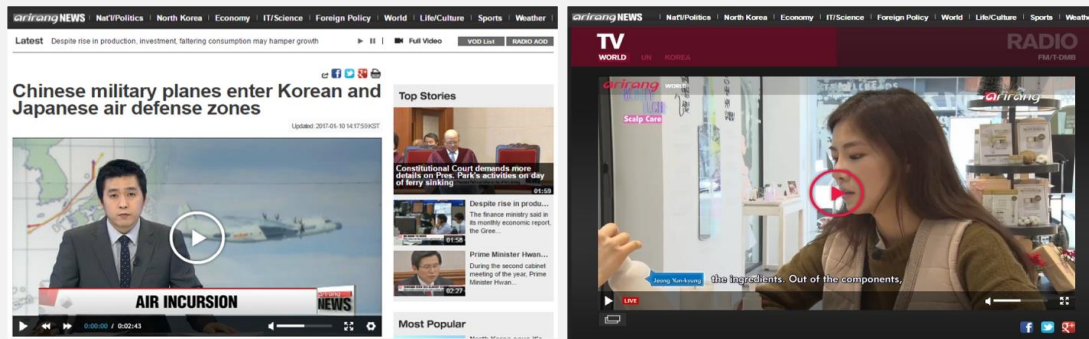 arirang NEWS Nat'l/Politics North Korea Economy IT/Science Foreign Policy World Life/Culture Sports Weather
Latest Despite rise in production, investment, faltering consumption may hamper growth Full Video VOD List RADIO AOD
Chinese military planes enter Korean and
Japanese air defense zones
Updated: 2017-01-10 14:17:59 KST
AIR INCURSION
arirang
NEWS
0:00:00 / 0:02:43
Top Stories
Constitutional Court demands more
details on Pres. Park's activities on day
of ferry sinking
01:59
Despite rise in produ...
The finance ministry said in
its monthly economic report,
the Gree...
01:58
Prime Minister Hwan...
During the second cabinet
meeting of the year, Prime
Minister Hwan...
02:27
Most Popular
arirang NEWS Nat'l/Politics North Korea Economy IT/Science Foreign Policy World Life/Culture Sports Weath
TV
WORLD UN KOREA
RADIO
FM/T-DMB
arirang WORLD
arirang
Scalp Care
the ingredients. Out of the components,
LIVE